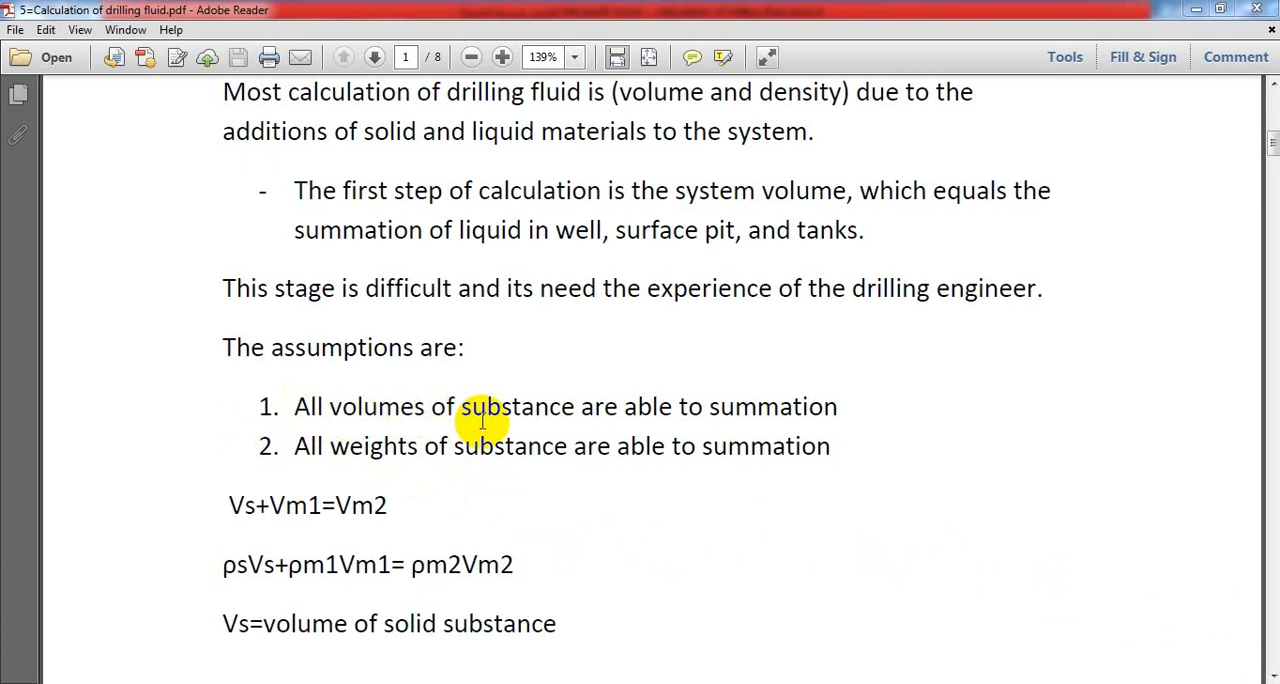 5=Calculation of drilling fluid.pdf - Adobe Reader
File Edit View Window Help
Open 1 / 8 139% Tools Fill & Sign Comment
Most calculation of drilling fluid is (volume and density) due to the
additions of solid and liquid materials to the system.
- The first step of calculation is the system volume, which equals the
summation of liquid in well, surface pit, and tanks.
This stage is difficult and its need the experience of the drilling engineer.
The assumptions are:
1. All volumes of substance are able to summation
2. All weights of substance are able to summation
Vs+Vm1=Vm2
ρsVs+ρm1Vm1= ρm2Vm2
Vs=volume of solid substance